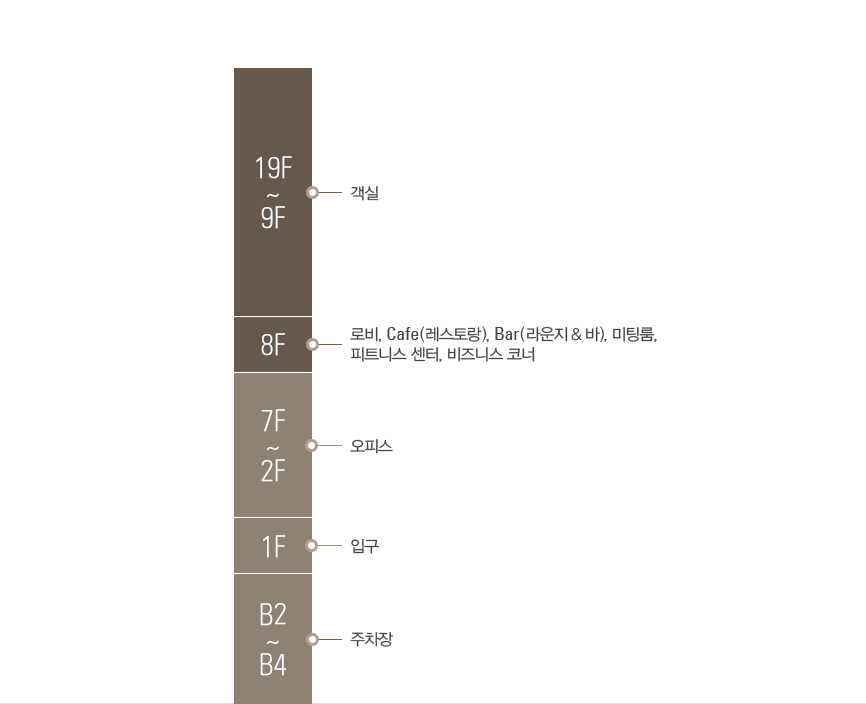 19F
~
9F
객실
8F
로비, Cafe(레스토랑), Bar(라운지 & 바), 미팅룸,
피트니스 센터, 비즈니스 코너
7F
~
2F
오피스
1F
입구
B2
~
B4
주차장